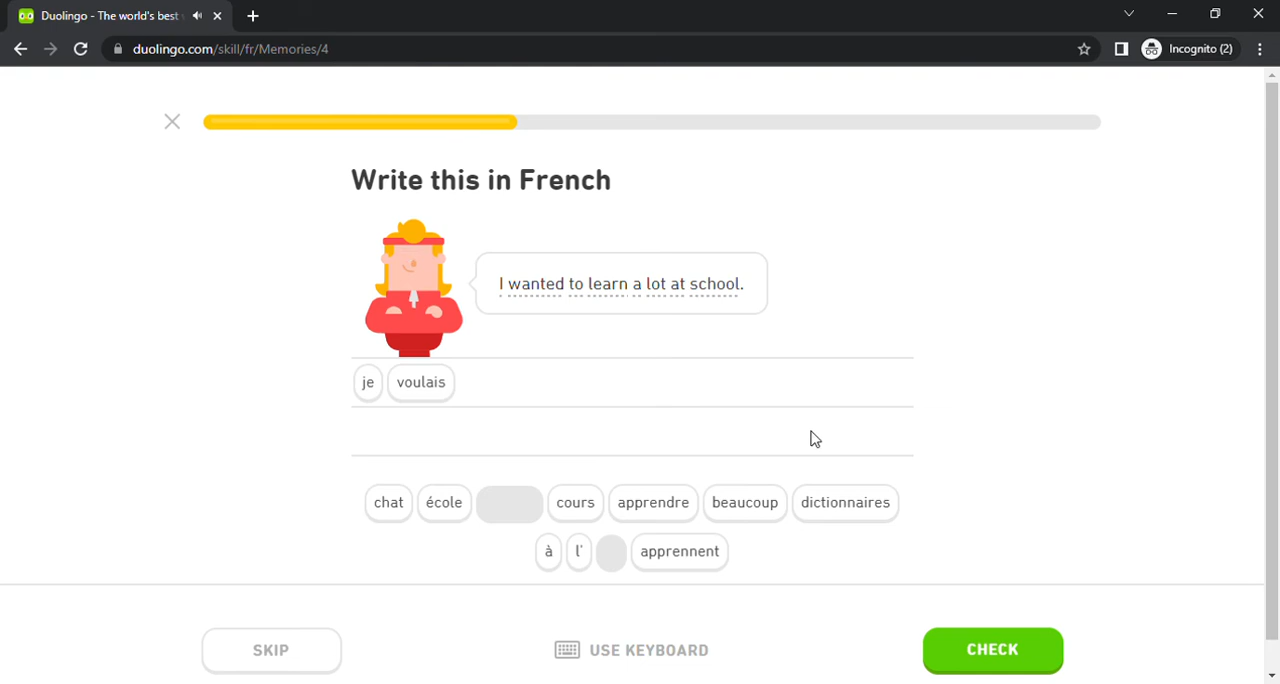 Duolingo - The world's best
duolingo.com/skill/fr/Memories/4
Incognito (2)
Write this in French
I wanted to learn a lot at school.
je voulais
chat école cours apprendre beaucoup dictionnaires
à l' apprennent
SKIP
USE KEYBOARD
CHECK